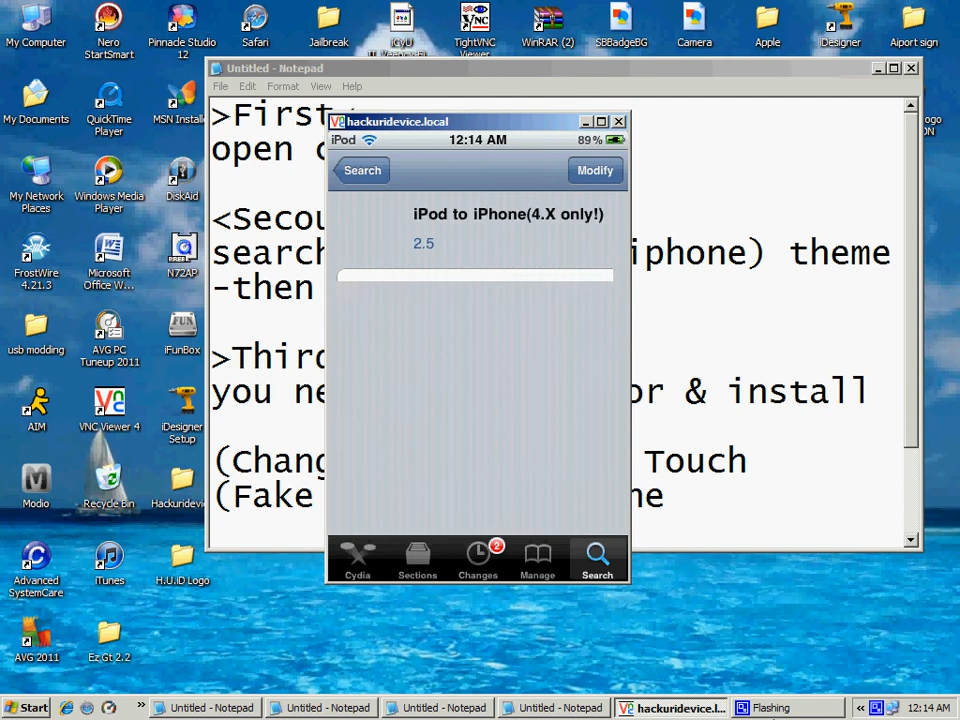 My Computer
Nero StartSmart
Pinnacle Studio 12
Safari
Jailbreak
TightVNC Viewer
WinRAR (2)
SBBadgeBG
Camera
Apple
iDesigner
Aiport sign
My Documents
QuickTime Player
MSN Install
My Network Places
Windows Media Player
DiskAid
FrostWire 4.21.3
Microsoft Office W...
N72AP
usb modding
AVG PC Tuneup 2011
iFunBox
AIM
VNC Viewer 4
iDesigner Setup
Modio
Recycle Bin
Hackuridevi
Advanced SystemCare
iTunes
H.U.iD Logo
AVG 2011
Ez Gt 2.2
Untitled - Notepad
File Edit Format View Help
>First
open
<Secou
search iphone) theme
-then
>Third
you ne or & install
(Chang Touch
(Fake ne
hackuridevice.local
iPod 12:14 AM 89%
Search Modify
iPod to iPhone(4.X only!)
2.5
2
Cydia Sections Changes Manage Search
Start
Untitled - Notepad
Untitled - Notepad
Untitled - Notepad
Untitled - Notepad
hackuridevice.l...
Flashing
12:14 AM